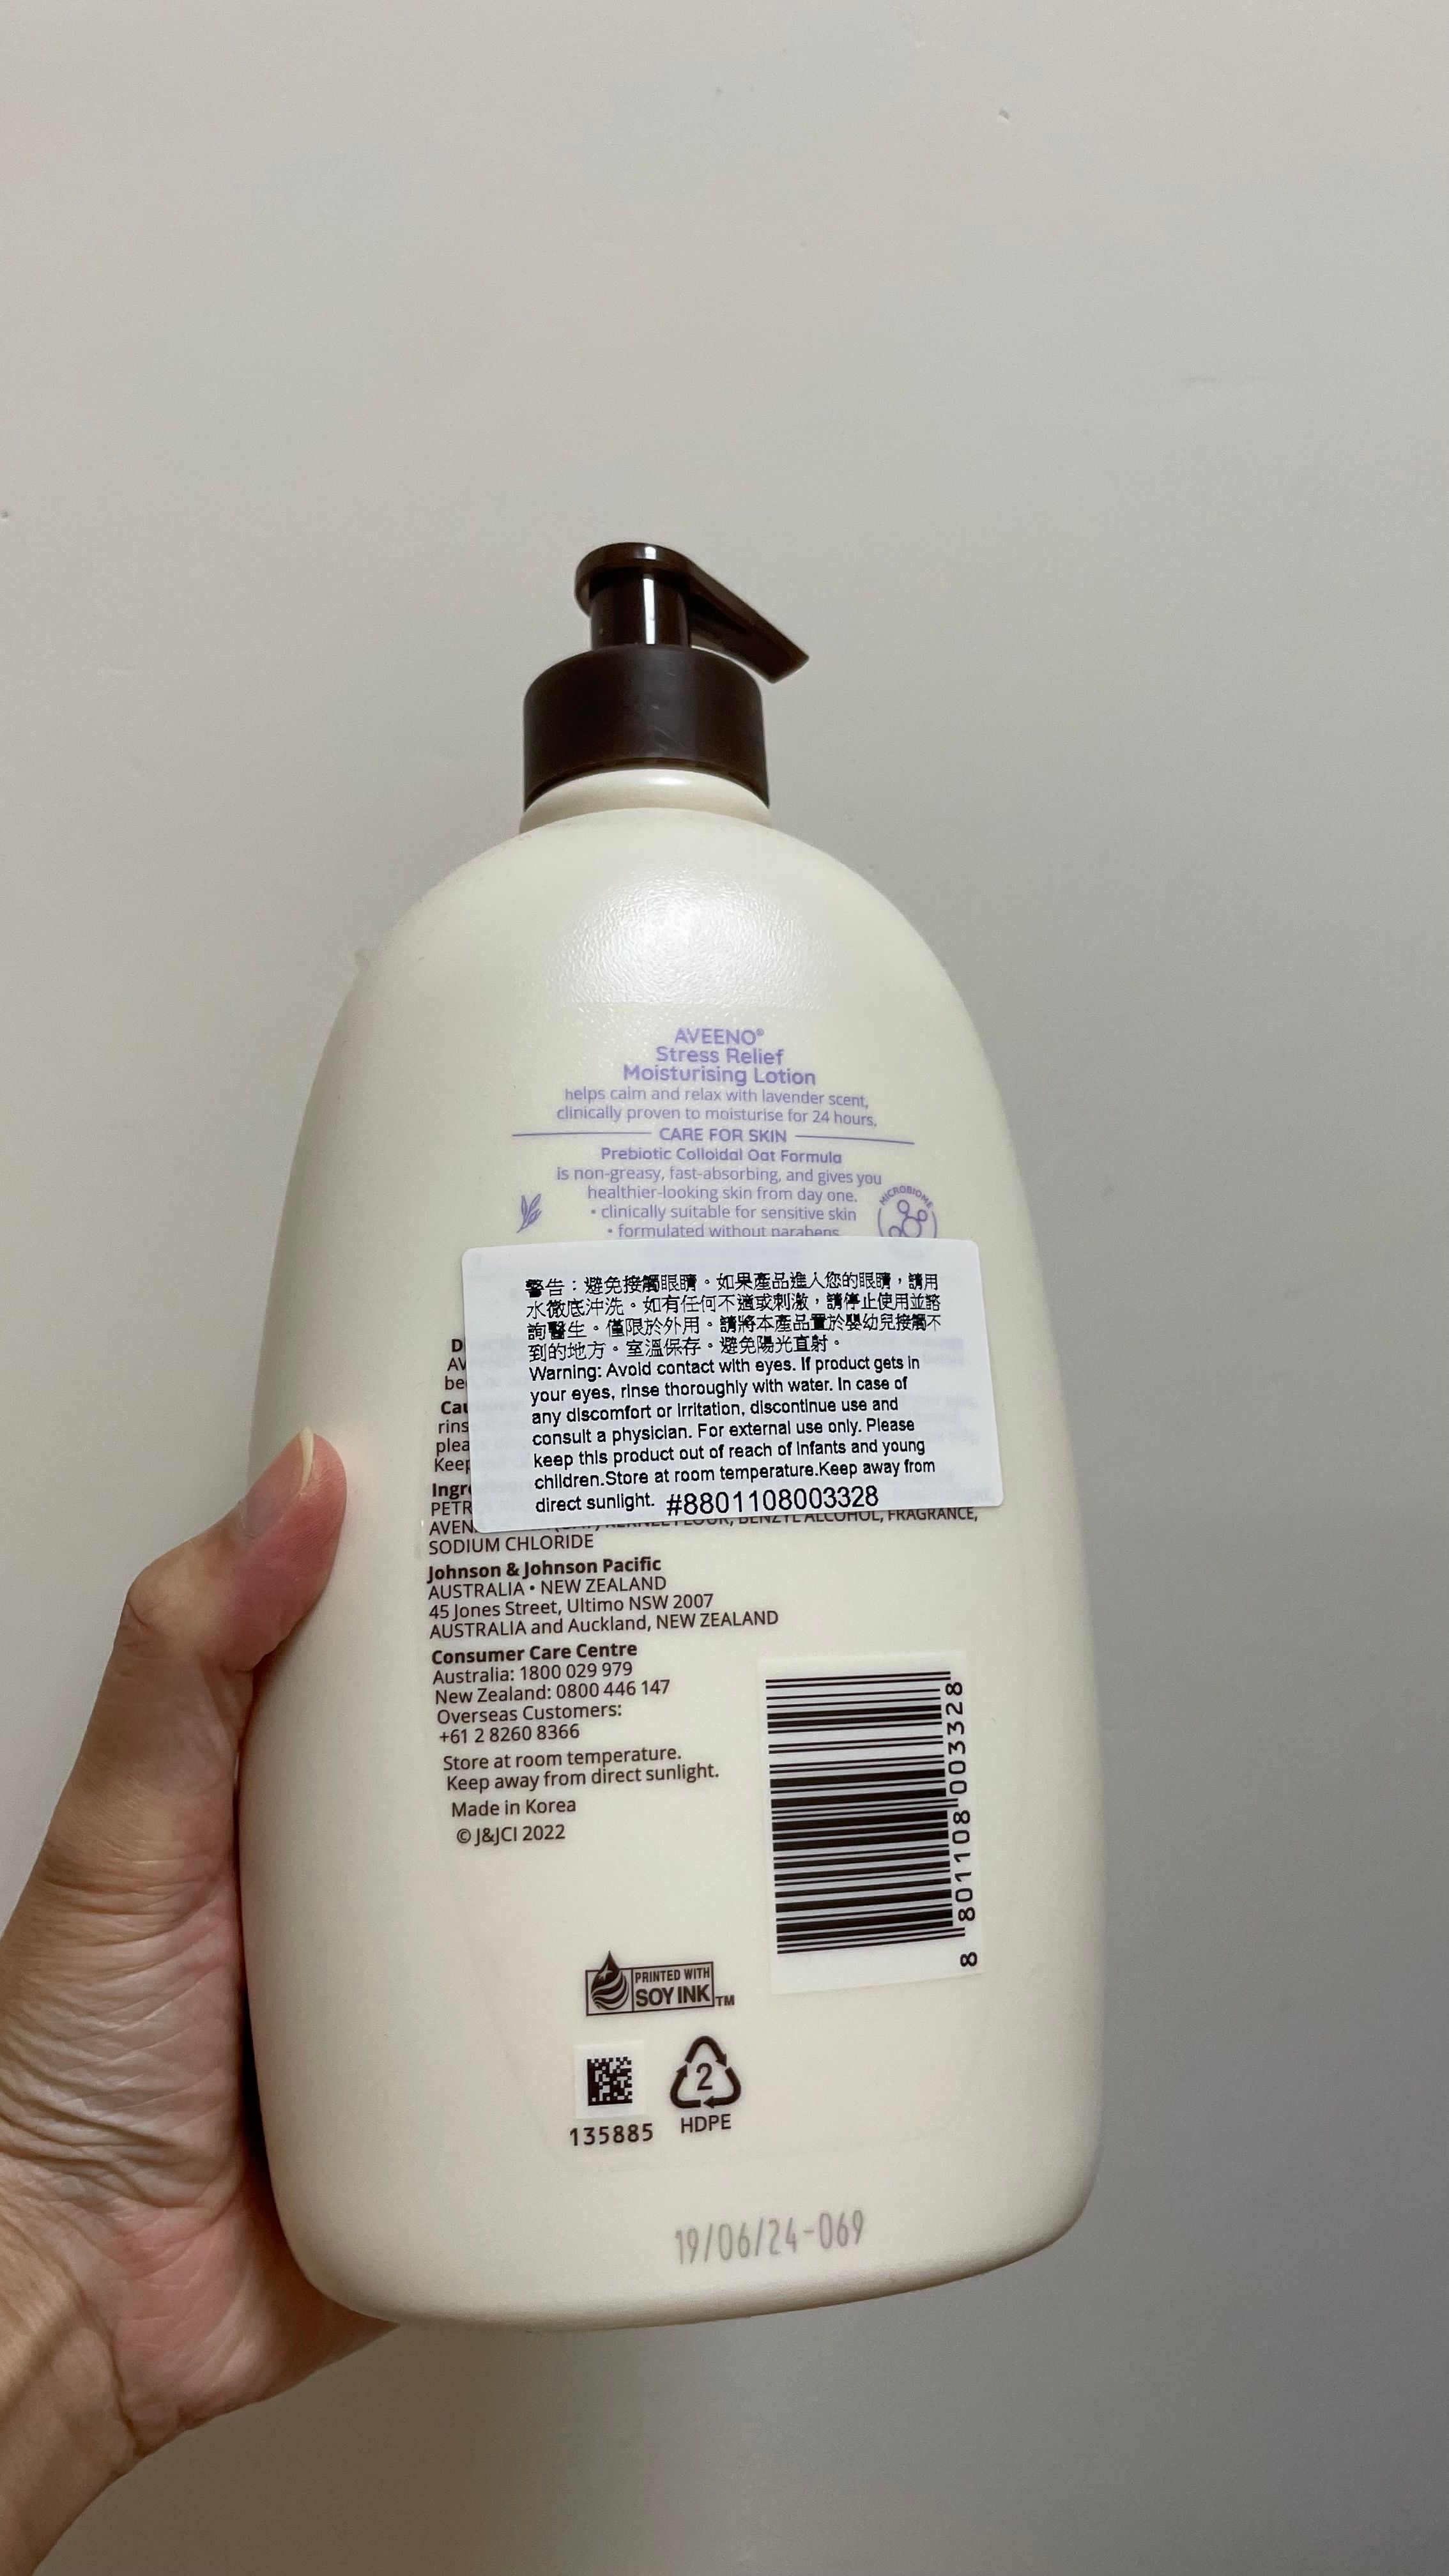 AVEENO®
Stress Relief
Moisturising Lotion
helps calm and relax with lavender scent,
clinically proven to moisturise for 24 hours.
CARE FOR SKIN
Prebiotic Colloidal Oat Formula
is non-greasy, fast-absorbing, and gives you
healthier-looking skin from day one.
• clinically suitable for sensitive skin
• formulated without parabens
MICROBIOME
警告：避免接觸眼睛。如果產品進入您的眼睛，請用
水徹底沖洗。如有任何不適或刺激，請停止使用並諮
詢醫生。僅限於外用。請將本產品置於嬰幼兒接觸不
到的地方。室溫保存。避免陽光直射。
Warning: Avoid contact with eyes. If product gets in
your eyes, rinse thoroughly with water. In case of
any discomfort or irritation, discontinue use and
consult a physician. For external use only. Please
keep this product out of reach of infants and young
children.Store at room temperature.Keep away from
direct sunlight. #8801108003328
KERNEL FLOUR, BENZYL ALCOHOL, FRAGRANCE,
SODIUM CHLORIDE
Johnson & Johnson Pacific
AUSTRALIA • NEW ZEALAND
45 Jones Street, Ultimo NSW 2007
AUSTRALIA and Auckland, NEW ZEALAND
Consumer Care Centre
Australia: 1800 029 979
New Zealand: 0800 446 147
Overseas Customers:
+61 2 8260 8366
Store at room temperature.
Keep away from direct sunlight.
Made in Korea
© J&JCI 2022
8 801108 003328
PRINTED WITH
SOY INK TM
135885
2
HDPE
19/06/24-069